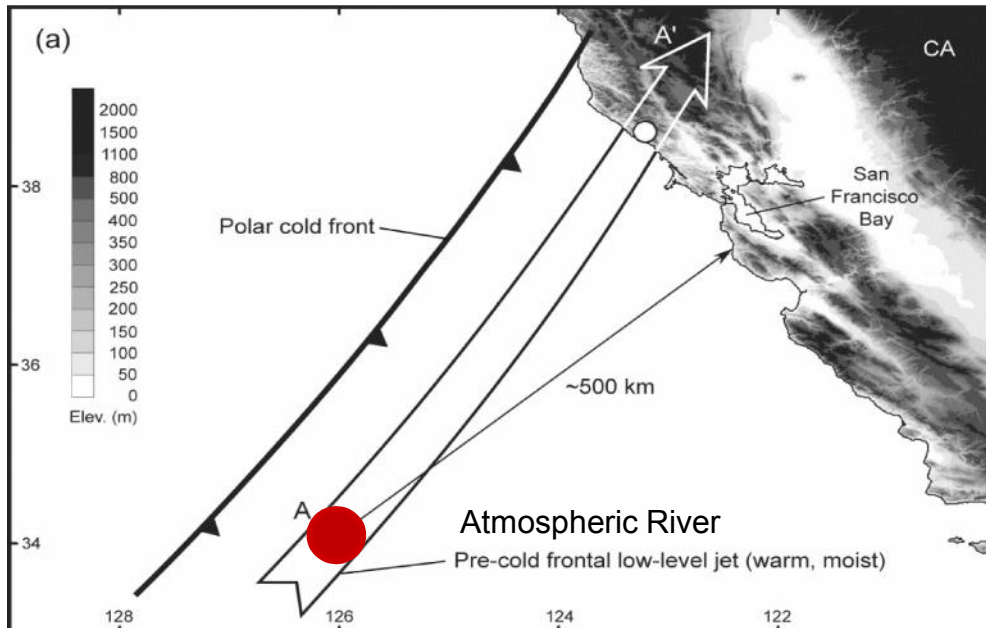 (a)
A'
CA
2000
1500
1100
800
500
400
350
300
250
200
150
100
50
0
Elev. (m)
38
36
34
Polar cold front
San
Francisco
Bay
~500 km
A
Atmospheric River
Pre-cold frontal low-level jet (warm, moist)
128
126
124
122